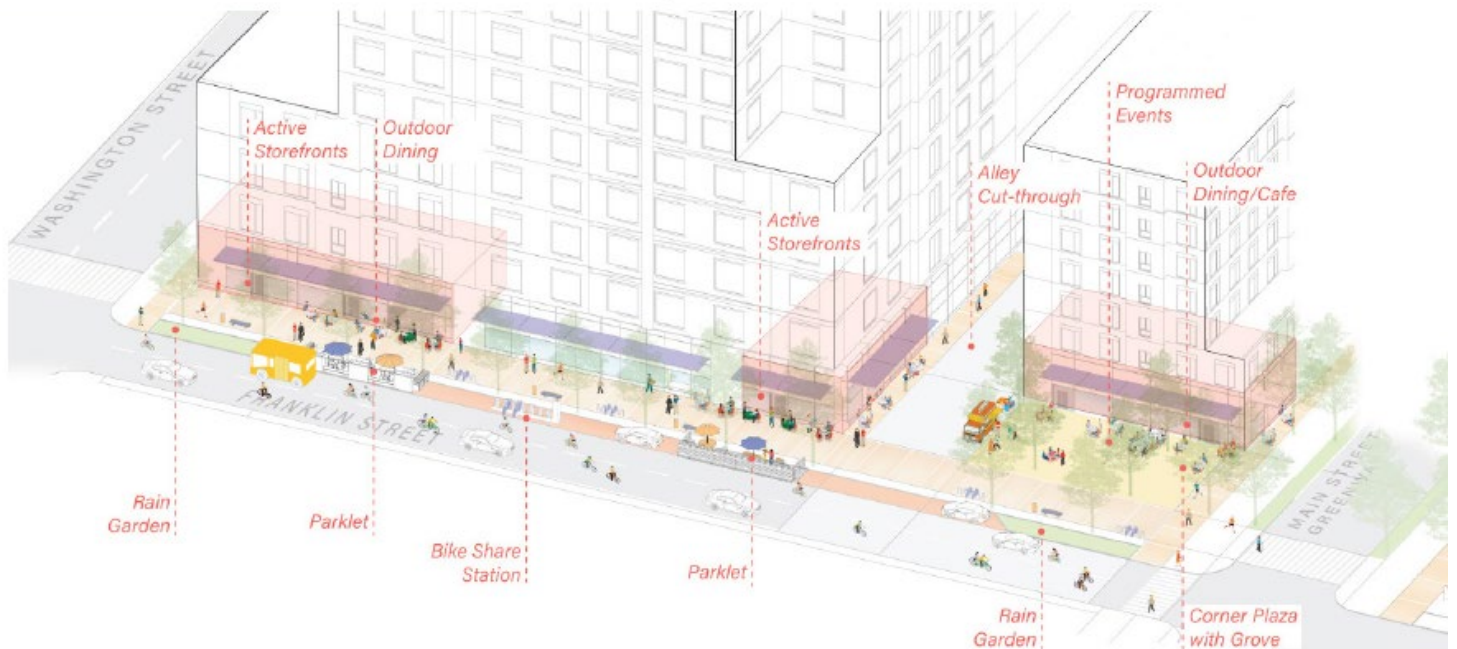 WASHINGTON STREET
Active
Storefronts
Outdoor
Dining
Active
Storefronts
Alley
Cut-through
Programmed
Events
Outdoor
Dining/Cafe
FRANKLIN STREET
MAIN STREET
GREENWAY
Rain
Garden
Parklet
Bike Share
Station
Parklet
Rain
Garden
Corner Plaza
with Grove